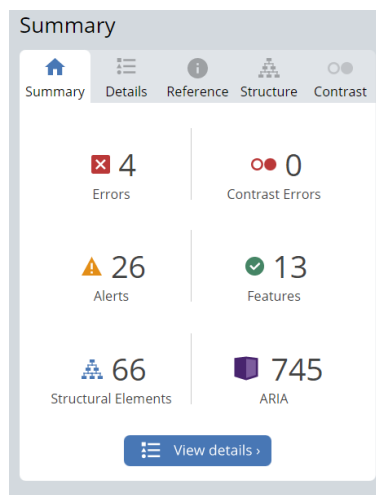 Summary
Summary Details Reference Structure Contrast
4 0
Errors Contrast Errors
26 13
Alerts Features
66 745
Structural Elements ARIA
View details ›